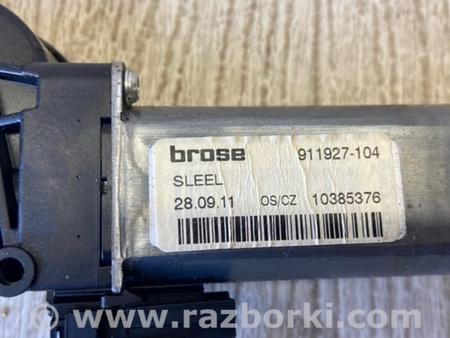 brose 911927-104
SLEEL
28.09.11 OS/CZ 10385376
www.razborki.com